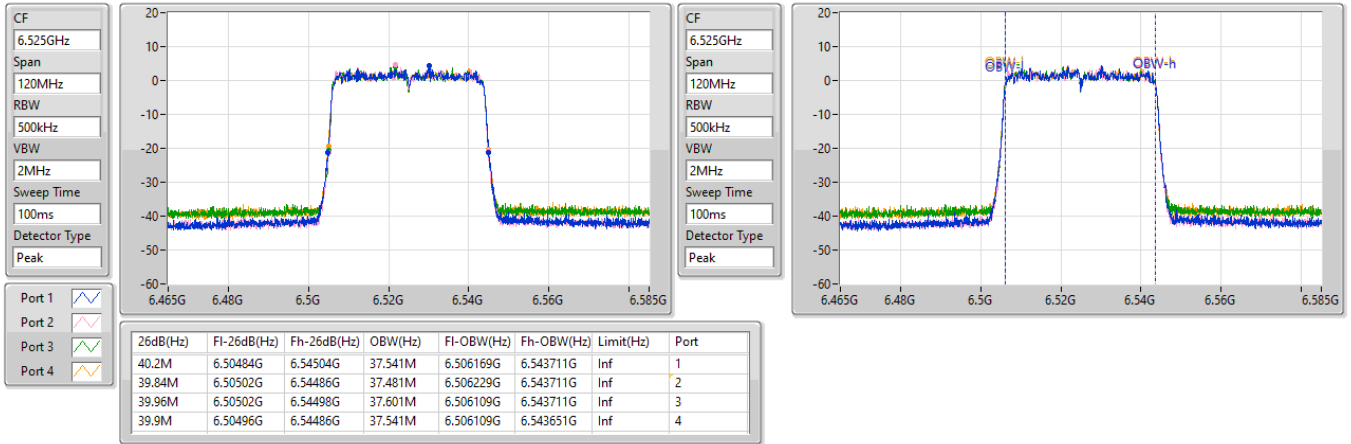 CF
6.525GHz
Span
120MHz
RBW
500kHz
VBW
2MHz
Sweep Time
100ms
Detector Type
Peak
20
10
0
-10
-20
-30
-40
-50
-60
6.465G 6.48G 6.5G 6.52G 6.54G 6.56G 6.585G
CF
6.525GHz
Span
120MHz
RBW
500kHz
VBW
2MHz
Sweep Time
100ms
Detector Type
Peak
20
10
0
-10
-20
-30
-40
-50
-60
OBW-l OBW-h
6.465G 6.48G 6.5G 6.52G 6.54G 6.56G 6.585G
Port 1
Port 2
Port 3
Port 4
26dB(Hz) Fl-26dB(Hz) Fh-26dB(Hz) OBW(Hz) Fl-OBW(Hz) Fh-OBW(Hz) Limit(Hz) Port
40.2M 6.50484G 6.54504G 37.541M 6.506169G 6.543711G Inf 1
39.84M 6.50502G 6.54486G 37.481M 6.506229G 6.543711G Inf 2
39.96M 6.50502G 6.54498G 37.601M 6.506109G 6.543711G Inf 3
39.9M 6.50496G 6.54486G 37.541M 6.506109G 6.543651G Inf 4